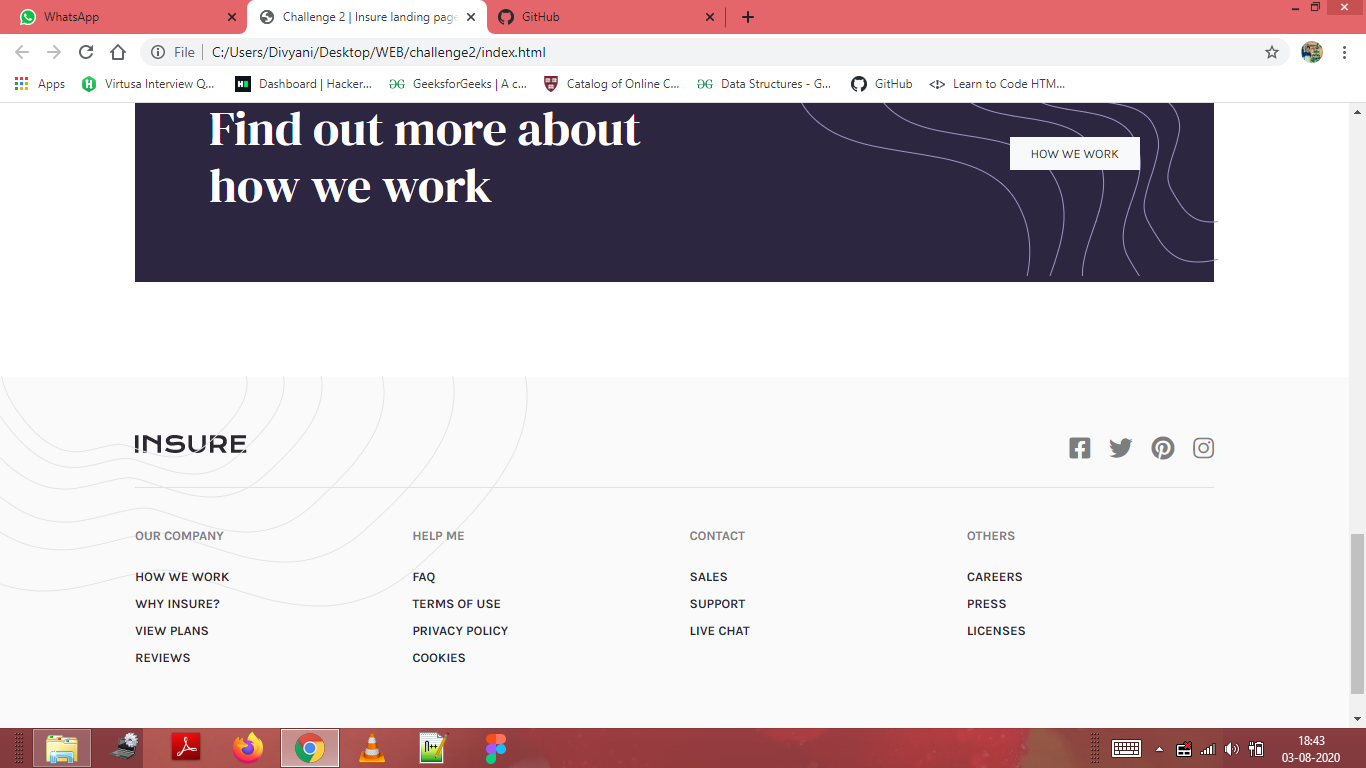 WhatsApp
Challenge 2 | Insure landing page
GitHub
File
C:/Users/Divyani/Desktop/WEB/challenge2/index.html
Apps
Virtusa Interview Q...
Dashboard | Hacker...
GeeksforGeeks | A c...
Catalog of Online C...
Data Structures - G...
GitHub
Learn to Code HTM...
Find out more about
how we work
HOW WE WORK
INSURE
OUR COMPANY
HOW WE WORK
WHY INSURE?
VIEW PLANS
REVIEWS
HELP ME
FAQ
TERMS OF USE
PRIVACY POLICY
COOKIES
CONTACT
SALES
SUPPORT
LIVE CHAT
OTHERS
CAREERS
PRESS
LICENSES
18:43
03-08-2020